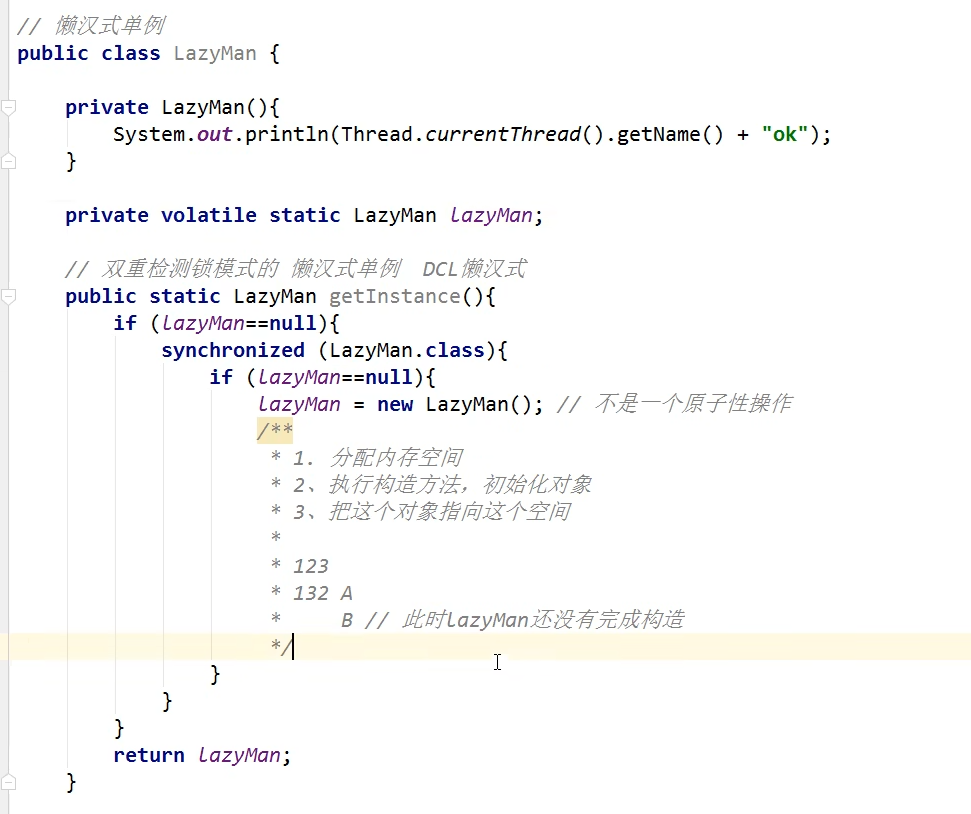 // 懒汉式单例
public class LazyMan {
private LazyMan(){
System.out.println(Thread.currentThread().getName() + "ok");
}
private volatile static LazyMan lazyMan;
// 双重检测锁模式的 懒汉式单例 DCL懒汉式
public static LazyMan getInstance(){
if (lazyMan==null){
synchronized (LazyMan.class){
if (lazyMan==null){
lazyMan = new LazyMan(); // 不是一个原子性操作
/**
* 1. 分配内存空间
* 2、执行构造方法，初始化对象
* 3、把这个对象指向这个空间
*
* 123
* 132 A
* B // 此时lazyMan还没有完成构造
*/
}
}
}
return lazyMan;
}